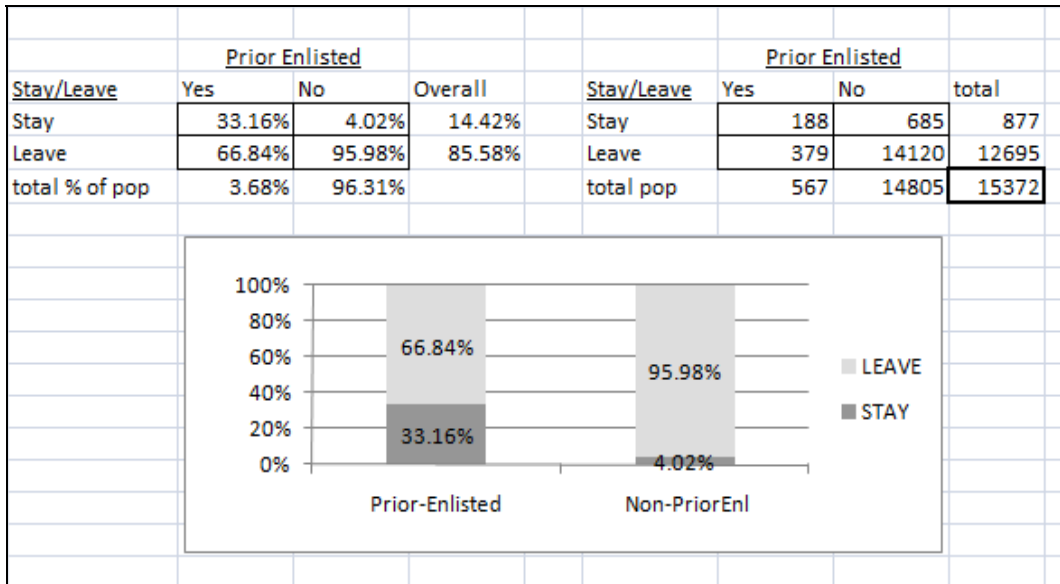 Prior Enlisted Prior Enlisted
Stay/Leave Yes No Overall Stay/Leave Yes No total
Stay 33.16% 4.02% 14.42% Stay 188 685 877
Leave 66.84% 95.98% 85.58% Leave 379 14120 12695
total % of pop 3.68% 96.31% total pop 567 14805 15372
100%
80%
66.84%
60%
95.98%
LEAVE
40%
STAY
20%
33.16%
0%
4.02%
Prior-Enlisted Non-PriorEnl